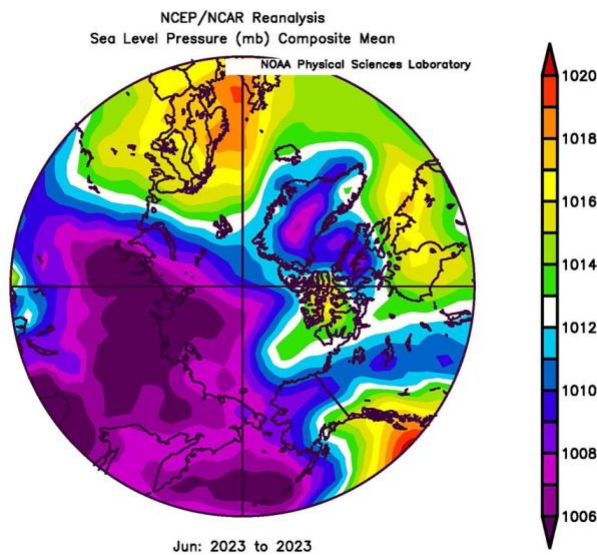 NCEP/NCAR Reanalysis
Sea Level Pressure (mb) Composite Mean
NOAA Physical Sciences Laboratory
1020
1018
1016
1014
1012
1010
1008
1006
Jun: 2023 to 2023